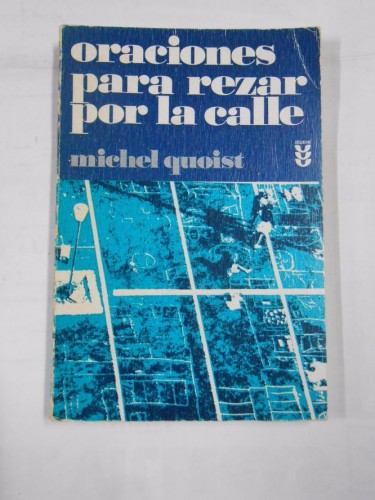 oraciones
para rezar
por la calle
michel quoist